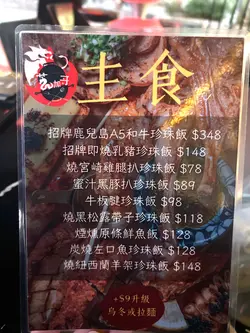 主食
招牌鹿兒島A5和牛珍珠飯 $348
招牌即燒乳豬珍珠飯 $148
燒宮崎雞腿扒珍珠飯 $78
蜜汁黑豚扒珍珠飯 $89
牛板腱珍珠飯 $98
燒黑松露帶子珍珠飯 $118
煙燻原條鮮魚飯 $128
炭燒左口魚珍珠飯 $128
燒紐西蘭羊架珍珠飯 $148
+$9升級
烏冬或拉麵